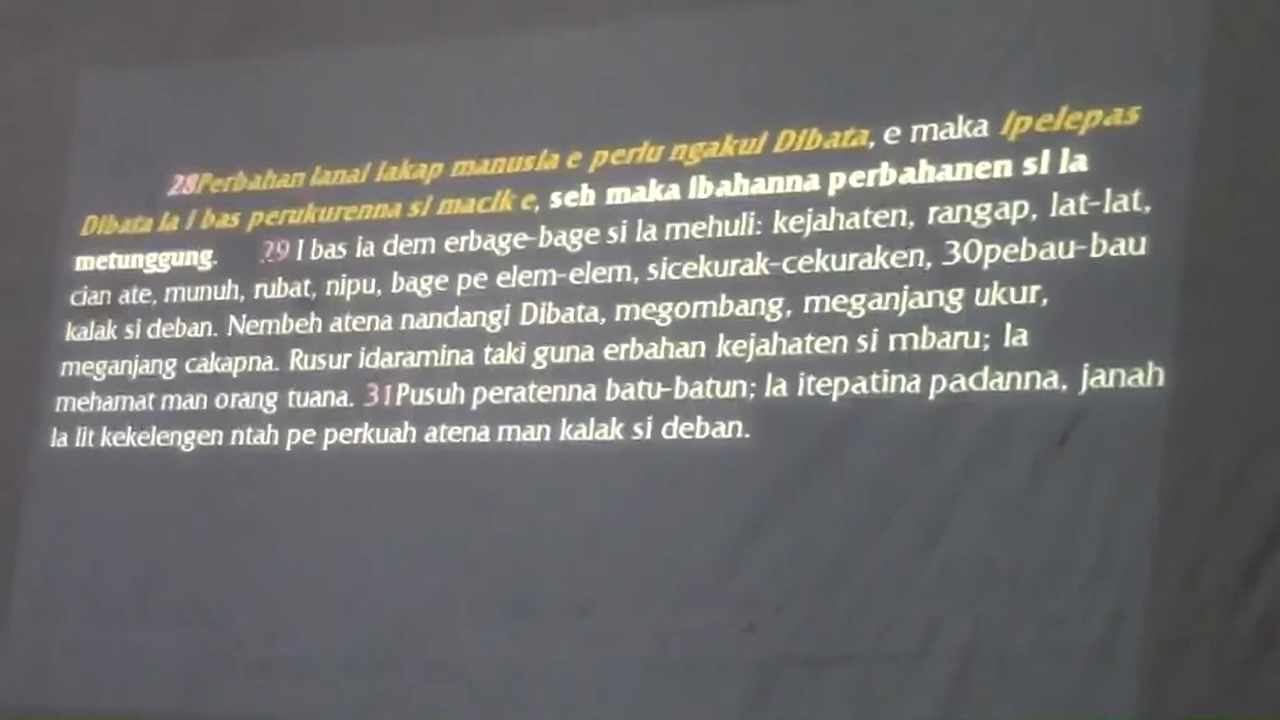 28Perbahan lanai iakap manusia e perlu ngakui Dibata, e maka Ipelepas
Dibata ia i bas perukurenna si macik e, seh maka ibahanna perbahanen si la
metunggung. 29 I bas ia dem erbage-bage si la mehuli: kejahaten, rangap, lat-lat,
cian ate, munuh, rubat, nipu, bage pe elem-elem, sicekurak-cekuraken, 30pebau-bau
kalak si deban. Nembeh atena nandangi Dibata, megombang, meganjang ukur,
meganjang cakapna. Rusur idaramina taki guna erbahan kejahaten si mbaru; la
mehamat man orang tuana. 31Pusuh peratenna batu-batun; la itepatina padanna, janah
la lit kekelengen ntah pe perkuah atena man kalak si deban.